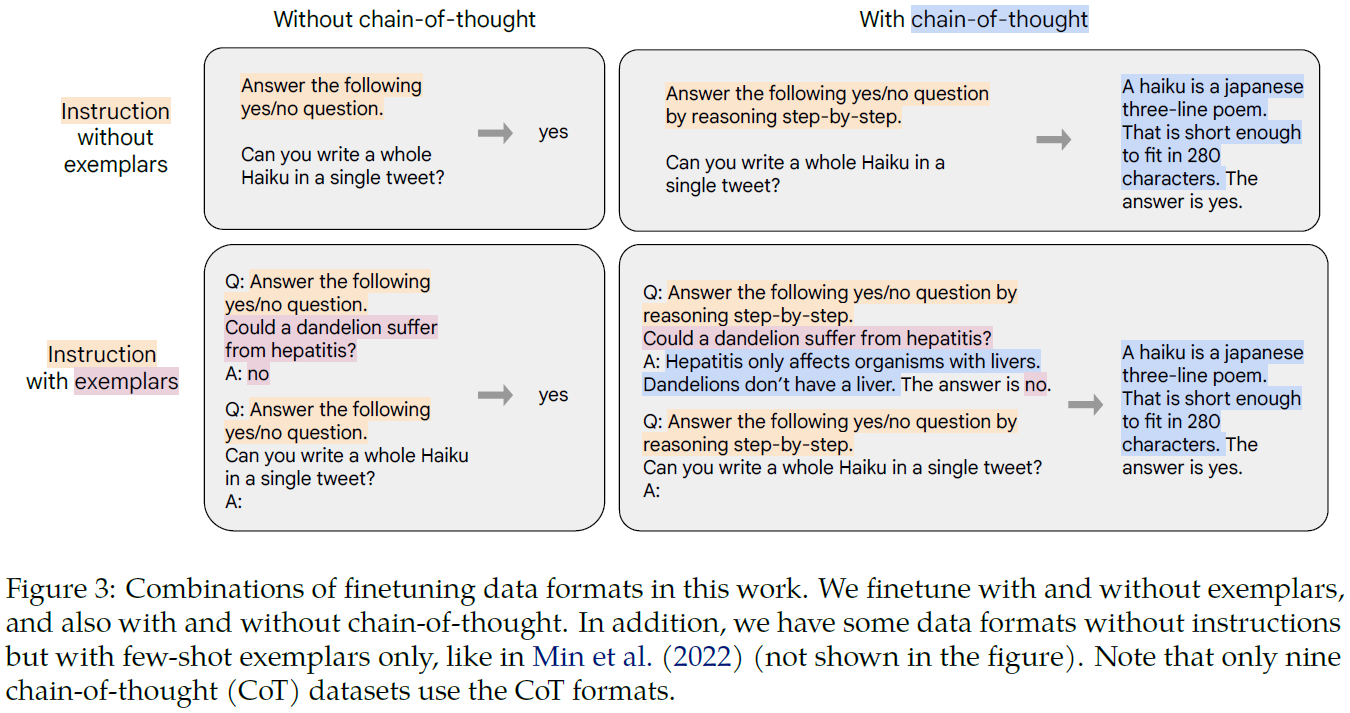 Without chain-of-thought
With chain-of-thought
Instruction
without
exemplars
Answer the following
yes/no question.
Can you write a whole
Haiku in a single tweet?
yes
Answer the following yes/no question
by reasoning step-by-step.
Can you write a whole Haiku in a
single tweet?
A haiku is a japanese
three-line poem.
That is short enough
to fit in 280
characters. The
answer is yes.
Instruction
with exemplars
Q: Answer the following
yes/no question.
Could a dandelion suffer
from hepatitis?
A: no
Q: Answer the following
yes/no question.
Can you write a whole Haiku
in a single tweet?
A:
yes
Q: Answer the following yes/no question by
reasoning step-by-step.
Could a dandelion suffer from hepatitis?
A: Hepatitis only affects organisms with livers.
Dandelions don’t have a liver. The answer is no.
Q: Answer the following yes/no question by
reasoning step-by-step.
Can you write a whole Haiku in a single tweet?
A:
A haiku is a japanese
three-line poem.
That is short enough
to fit in 280
characters. The
answer is yes.
Figure 3: Combinations of finetuning data formats in this work. We finetune with and without exemplars,
and also with and without chain-of-thought. In addition, we have some data formats without instructions
but with few-shot exemplars only, like in Min et al. (2022) (not shown in the figure). Note that only nine
chain-of-thought (CoT) datasets use the CoT formats.